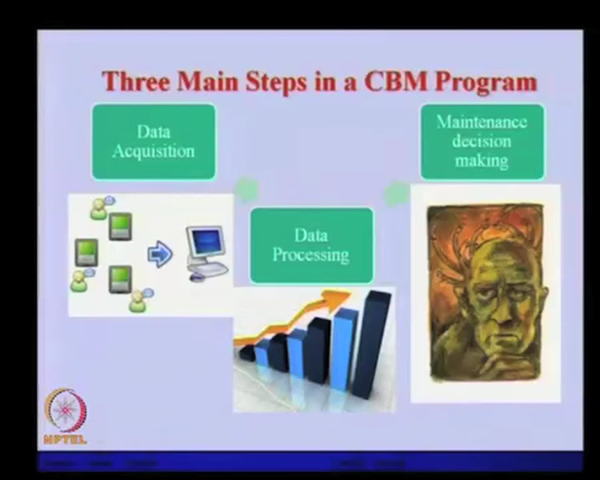 Three Main Steps in a CBM Program
Data
Acquisition
Data
Processing
Maintenance
decision
making
NPTEL